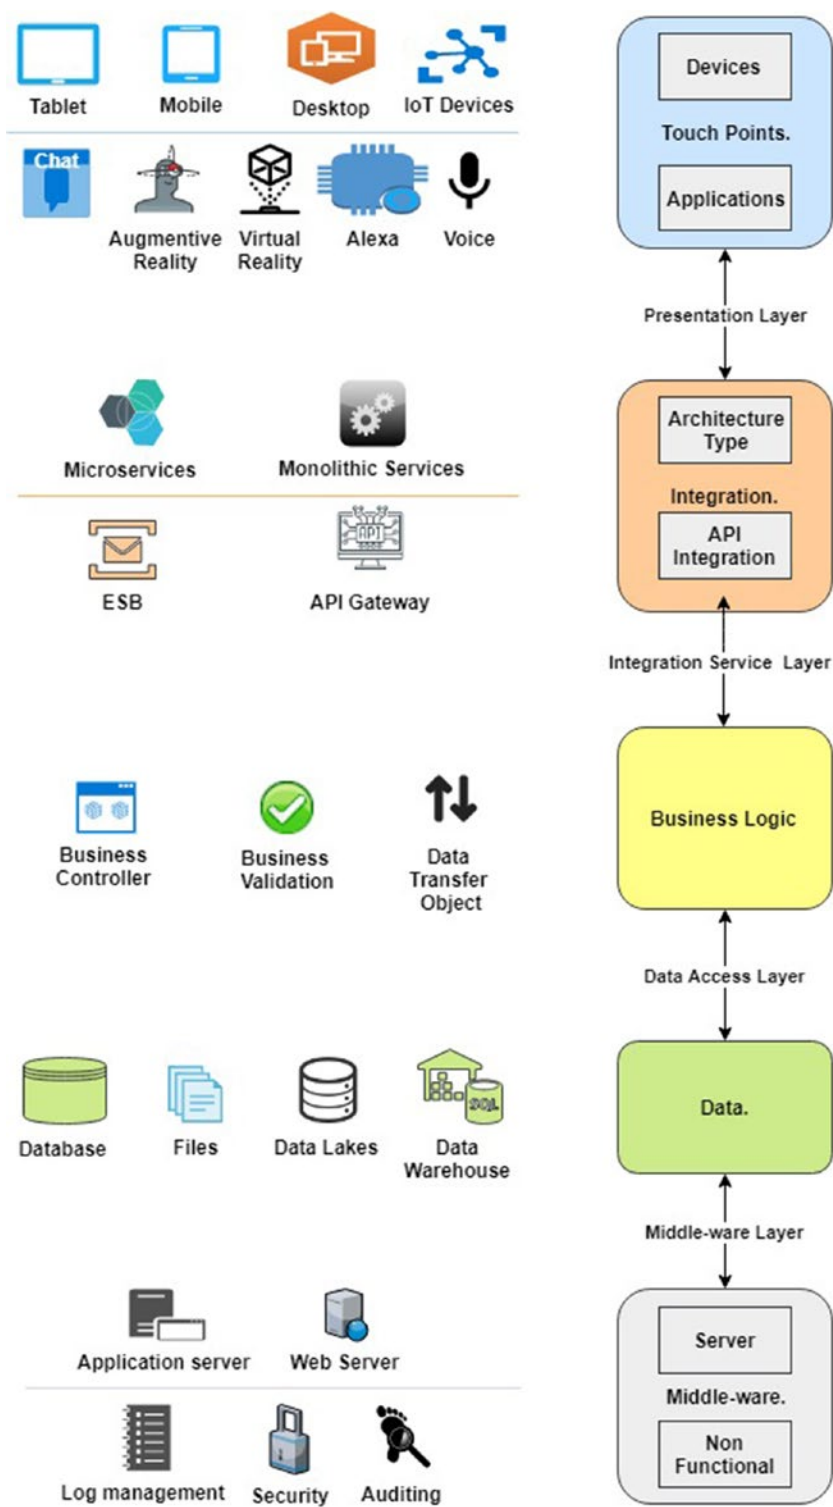 Tablet
Mobile
Desktop
IoT Devices
Chat
Augmentive
Reality
Virtual
Reality
Alexa
Voice
Devices
Touch Points.
Applications
Presentation Layer
Microservices
Monolithic Services
API
ESB
API Gateway
Architecture
Type
Integration.
API
Integration
Integration Service Layer
Business
Controller
Business
Validation
Data
Transfer
Object
Business Logic
Data Access Layer
Database
Files
Data Lakes
SQL
Data
Warehouse
Data.
Middle-ware Layer
Application server
Web Server
Log management
Security
Auditing
Server
Middle-ware.
Non
Functional